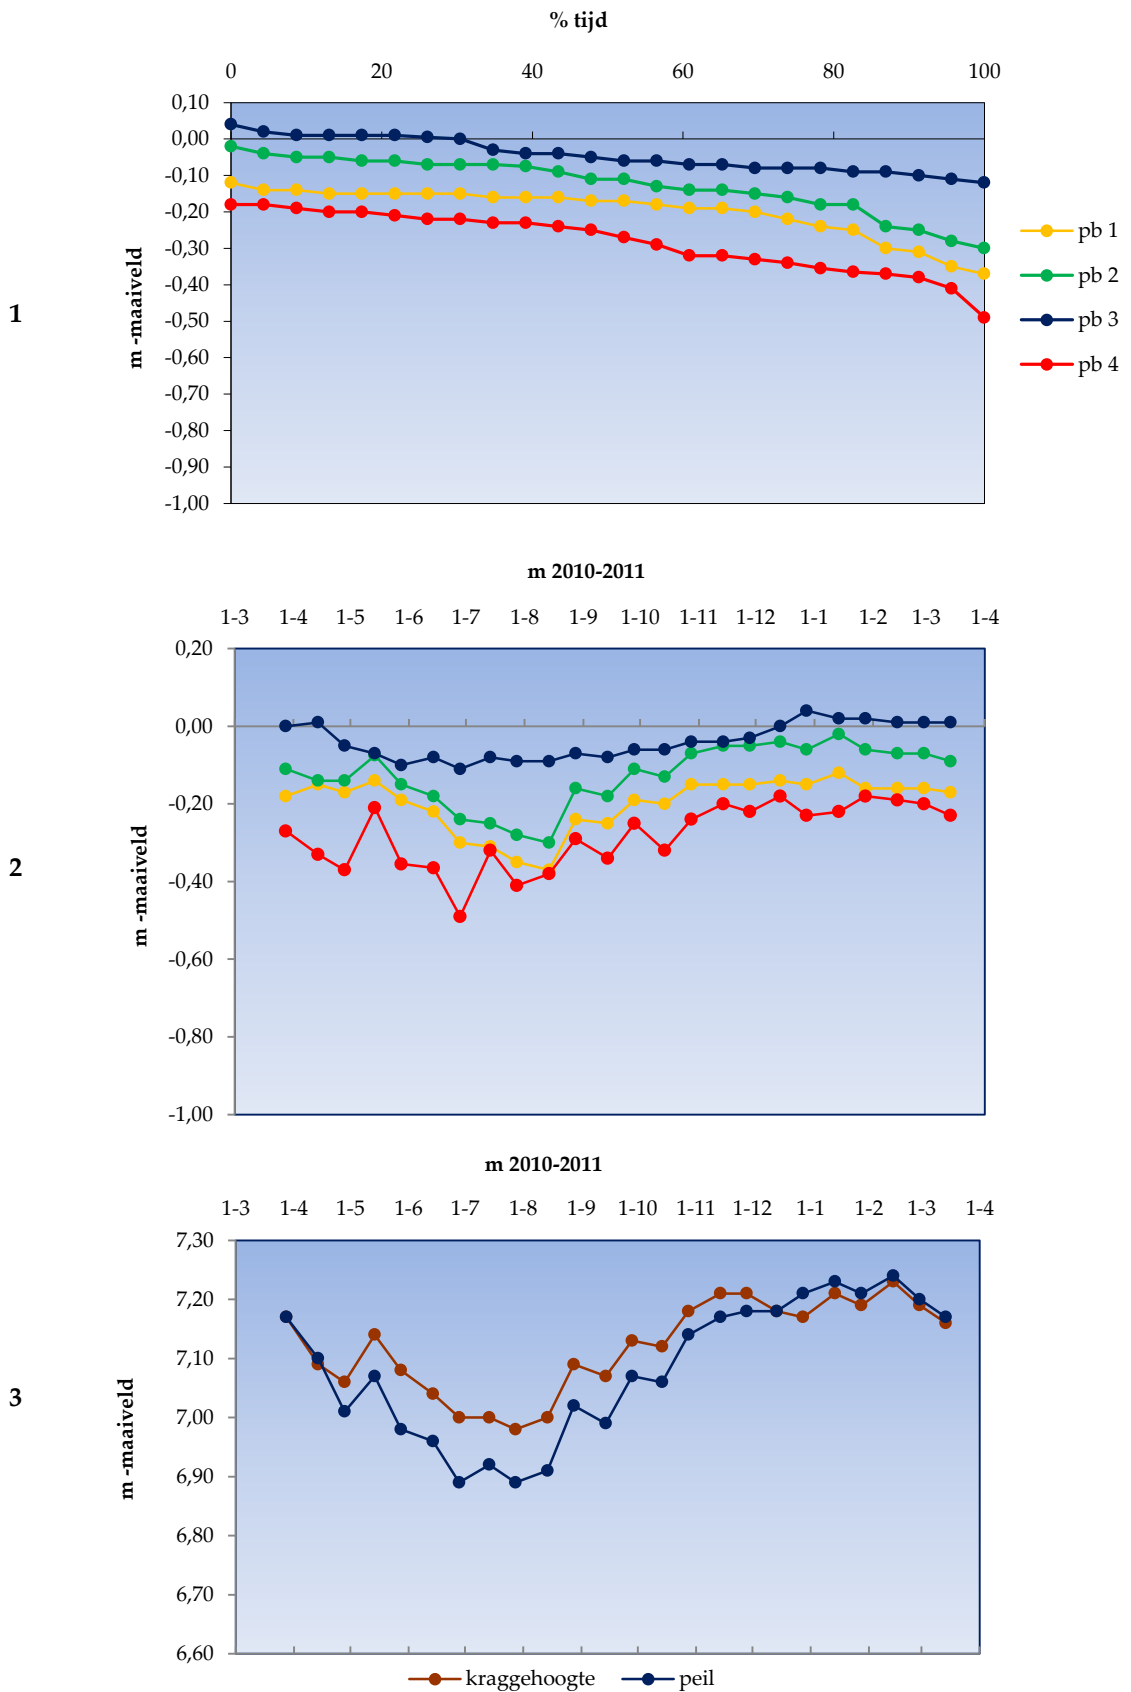 % tijd
0 20 40 60 80 100
0,10
0,00
-0,10
-0,20
-0,30
-0,40
-0,50
-0,60
-0,70
-0,80
-0,90
-1,00
m -maaiveld
1
pb 1
pb 2
pb 3
pb 4
m 2010-2011
1-3 1-4 1-5 1-6 1-7 1-8 1-9 1-10 1-11 1-12 1-1 1-2 1-3 1-4
0,20
0,00
-0,20
-0,40
-0,60
-0,80
-1,00
m -maaiveld
2
m 2010-2011
1-3 1-4 1-5 1-6 1-7 1-8 1-9 1-10 1-11 1-12 1-1 1-2 1-3 1-4
7,30
7,20
7,10
7,00
6,90
6,80
6,70
6,60
m -maaiveld
3
kraggehoogte peil